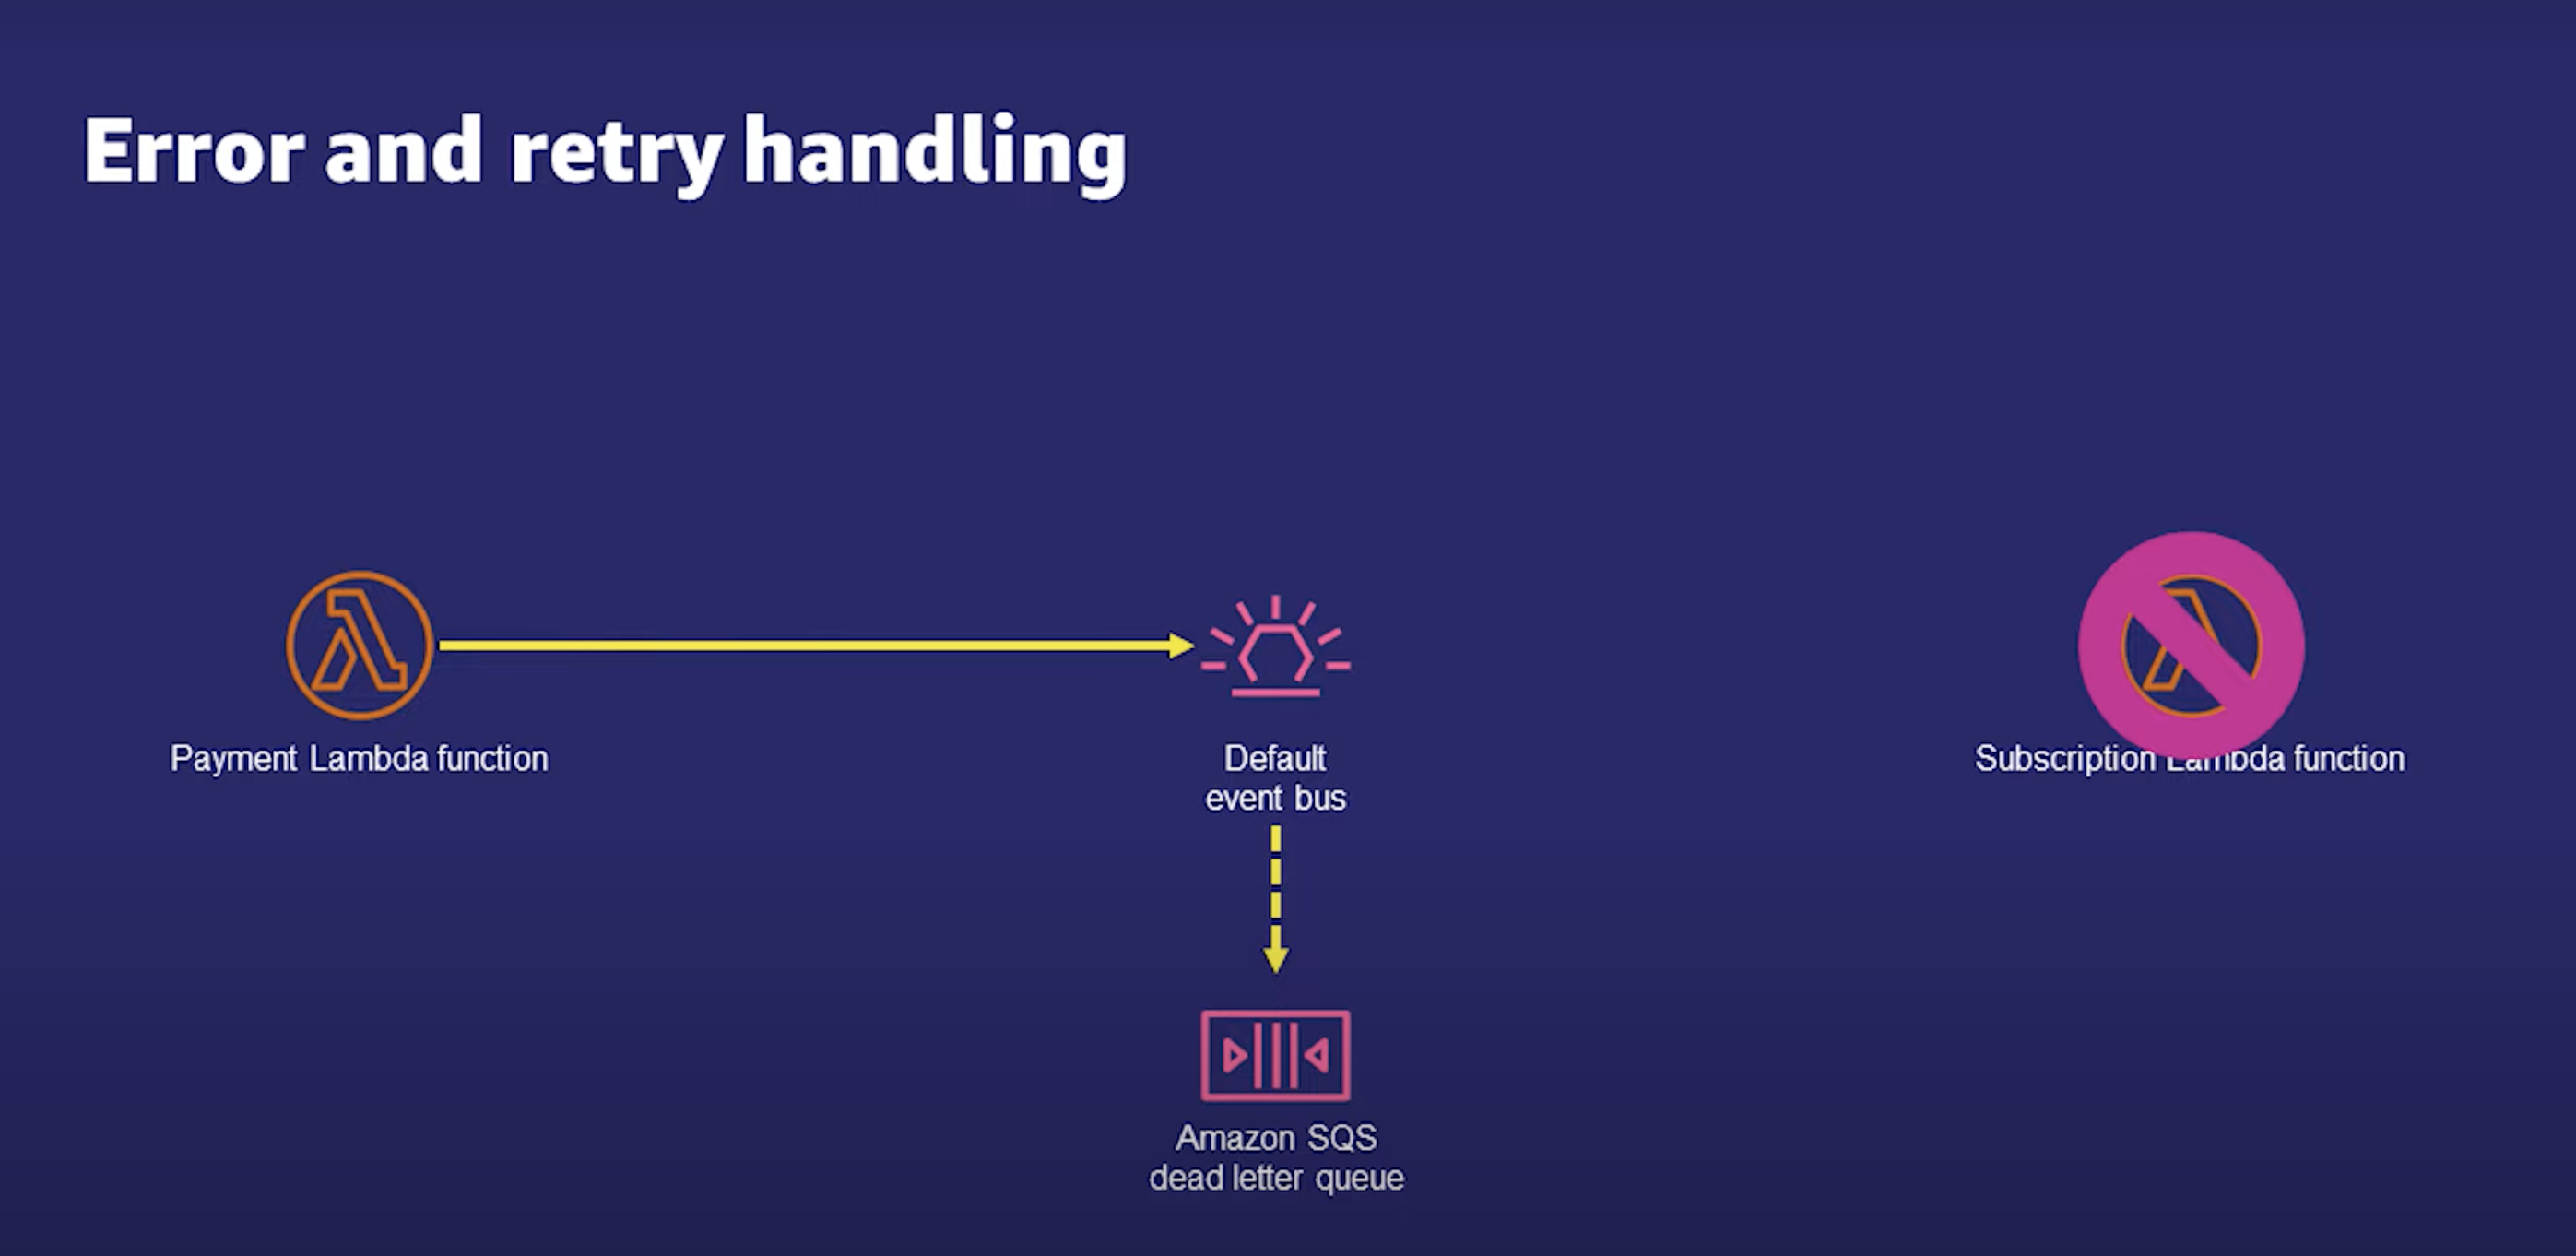 Error and retry handling
Payment Lambda function
Default
event bus
Subscription Lambda function
Amazon SQS
dead letter queue